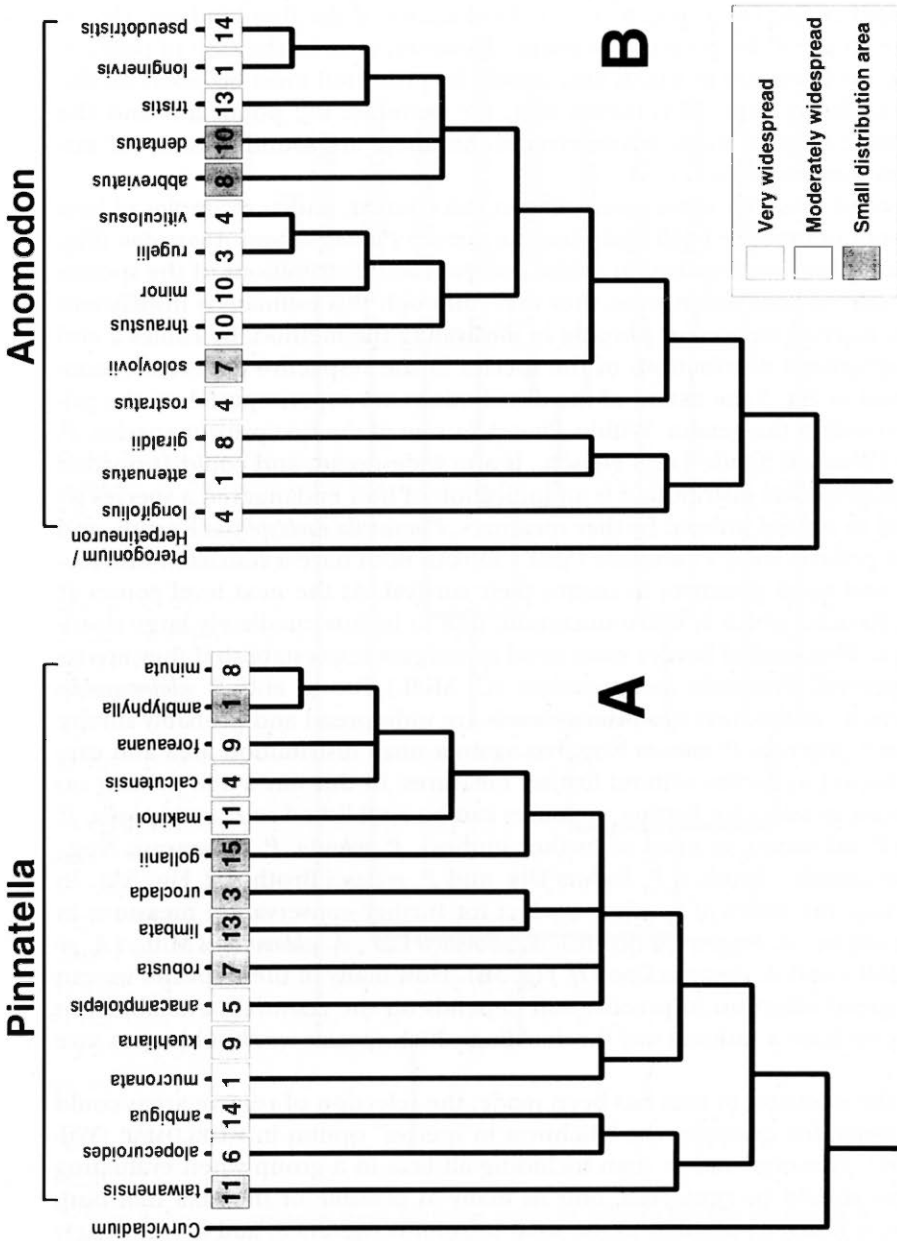 Pinnatella
Curvicladium
taiwanensis 11
alopecuroides 6
ambigua 14
mucronata 1
kuehliana 9
anacamptolepis 5
robusta 7
limbata 13
uroclada 3
gollanii 15
makinoi 11
calcutensis 4
foreauana 9
amblyphylla 1
minuta 8
A
Anomodon
Pterogonium /
Herpetineuron
longifolius 4
attenuatus 1
giraldii 8
rostratus 4
solovjovii 7
thraustus 10
minor 10
rugelii 3
viticulosus 4
abbreviatus 8
dentatus 10
tristis 13
longinervis 1
pseudotristis 14
B
Very widespread
Moderately widespread
Small distribution area